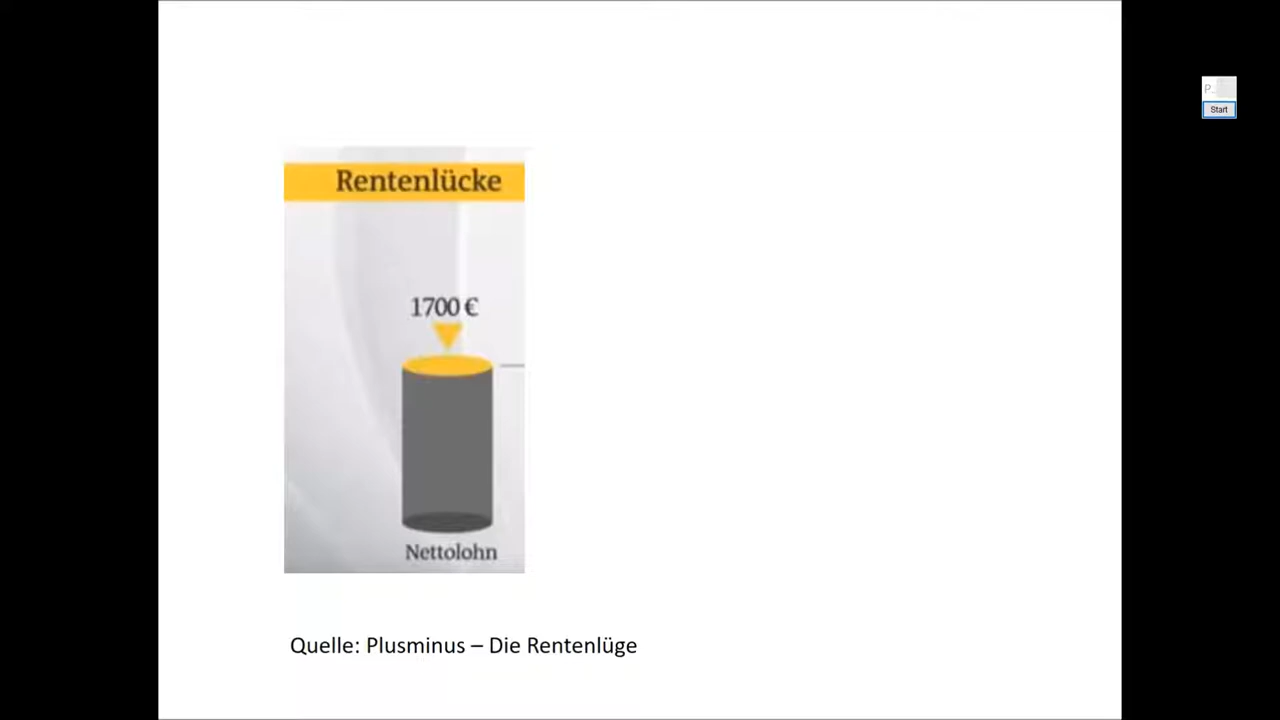 Rentenlücke
1700 €
Nettolohn
Quelle: Plusminus – Die Rentenlüge
P.
Start